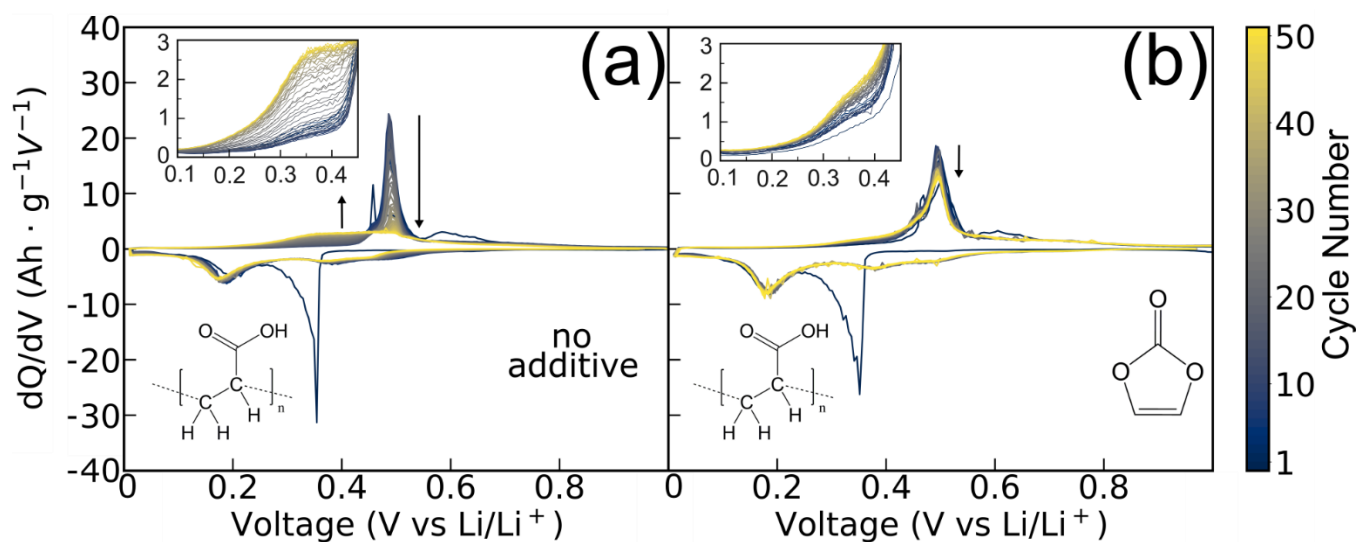 40
30
20
10
0
-10
-20
-30
-40
dQ/dV (Ah · g⁻¹V⁻¹)
(a)
3
2
1
0
0.1 0.2 0.3 0.4
O
OH
C
C
H
H
H
n
no
additive
0 0.2 0.4 0.6 0.8
Voltage (V vs Li/Li⁺)
(b)
3
2
1
0
0.1 0.2 0.3 0.4
O
OH
C
C
H
H
H
n
O
O
O
0 0.2 0.4 0.6 0.8
Voltage (V vs Li/Li⁺)
50
40
30
20
10
1
Cycle Number